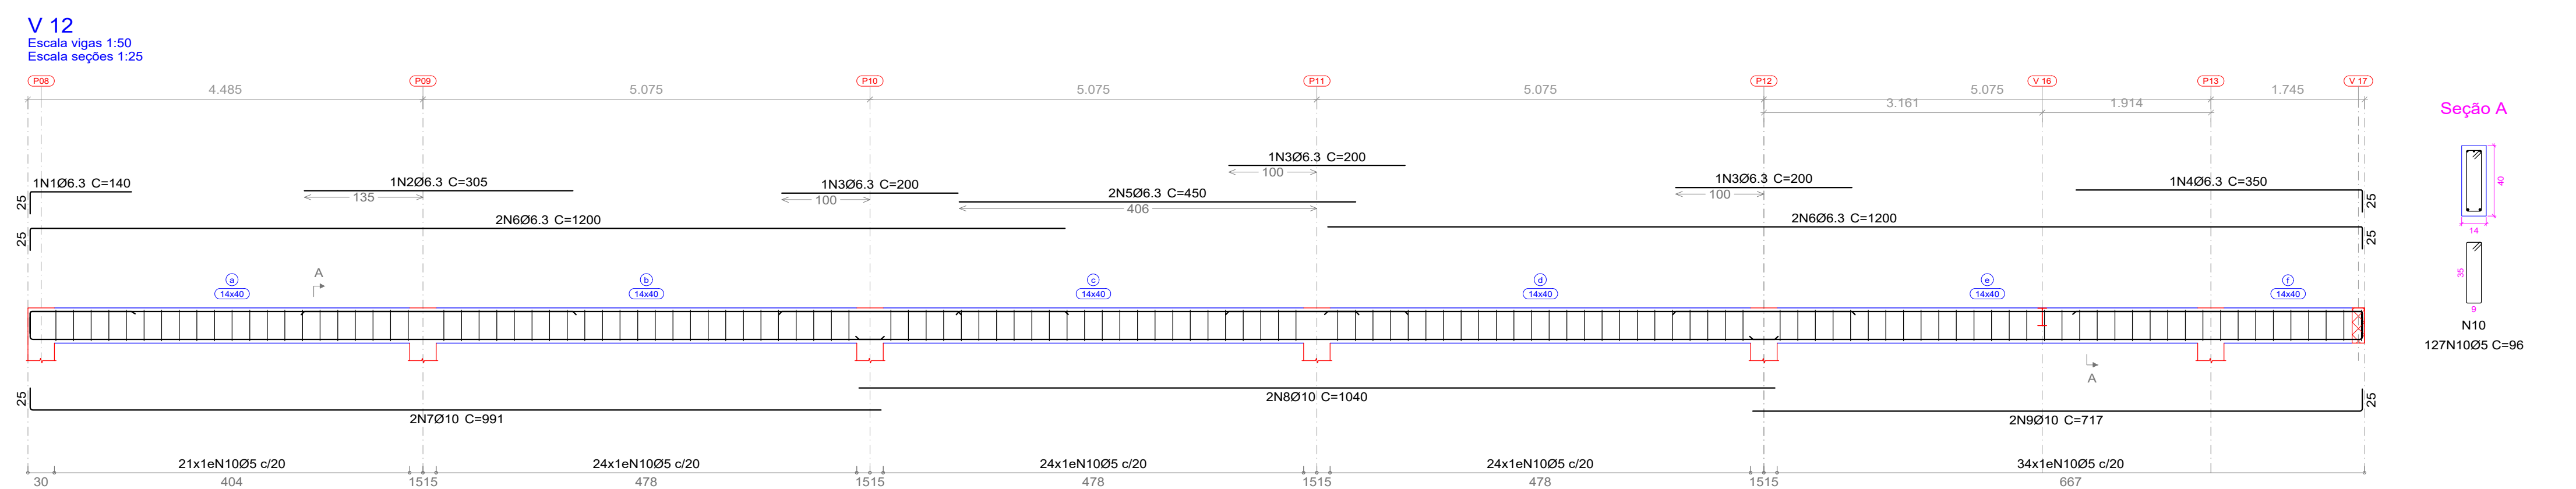 V 12
Escala vigas 1:50
Escala seções 1:25
P08 P09 P10 P11 P12 V 16 P13 V 17
4.485 5.075 5.075 5.075 5.075 1.745
3.161 1.914
Seção A
1N3Ø6.3 C=200
100
1N1Ø6.3 C=140
25
1N2Ø6.3 C=305
135
1N3Ø6.3 C=200
100
2N5Ø6.3 C=450
406
1N3Ø6.3 C=200
100
1N4Ø6.3 C=350
25
40
14
2N6Ø6.3 C=1200
25
2N6Ø6.3 C=1200
25
35
9
N10
127N10Ø5 C=96
A
a b c d e f
14x40 14x40 14x40 14x40 14x40 14x40
A
25
2N7Ø10 C=991
2N8Ø10 C=1040
2N9Ø10 C=717
25
21x1eN10Ø5 c/20 24x1eN10Ø5 c/20 24x1eN10Ø5 c/20 24x1eN10Ø5 c/20 34x1eN10Ø5 c/20
30 404 1515 478 1515 478 1515 478 1515 667